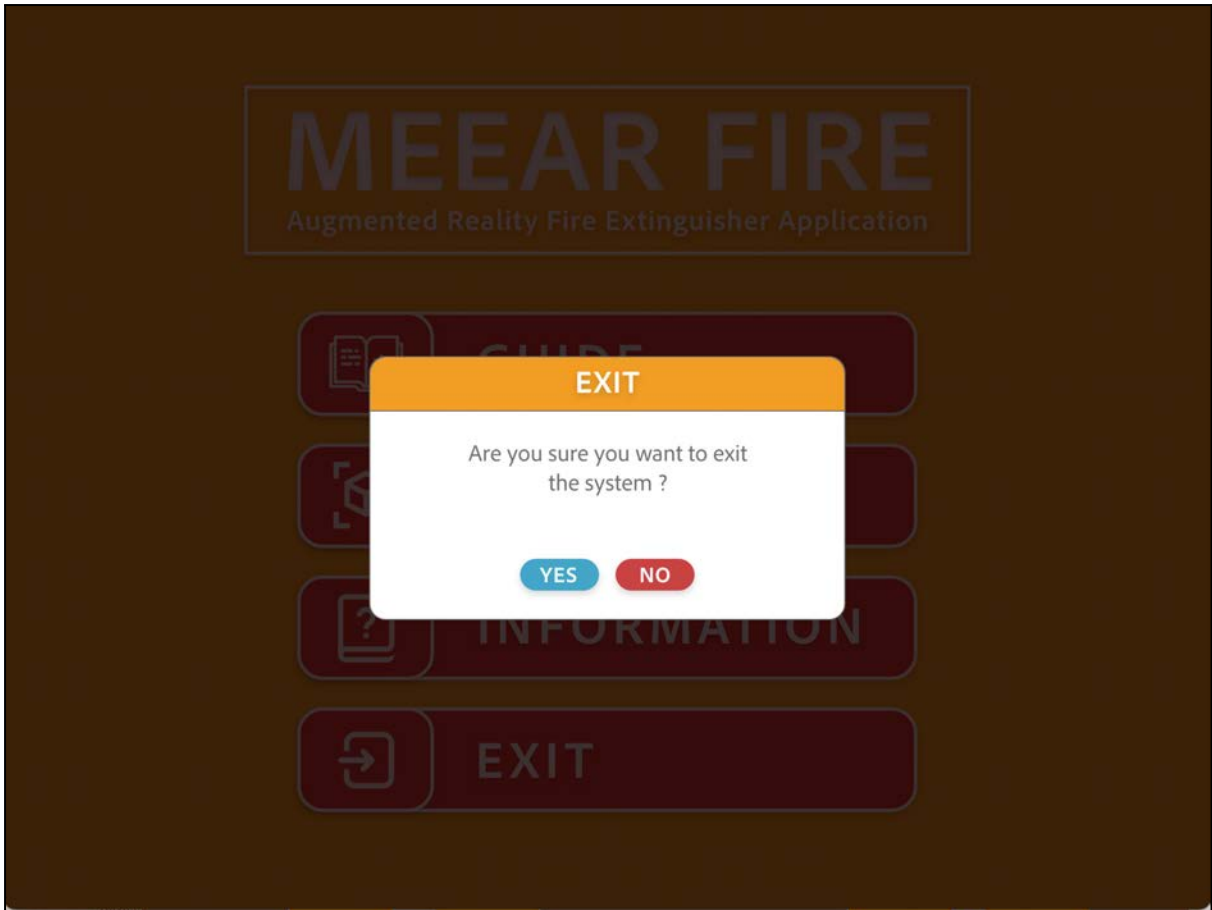 MEEAR FIRE
Augmented Reality Fire Extinguisher Application
GUIDE
EXIT
Are you sure you want to exit
the system ?
YES NO
INFORMATION
EXIT